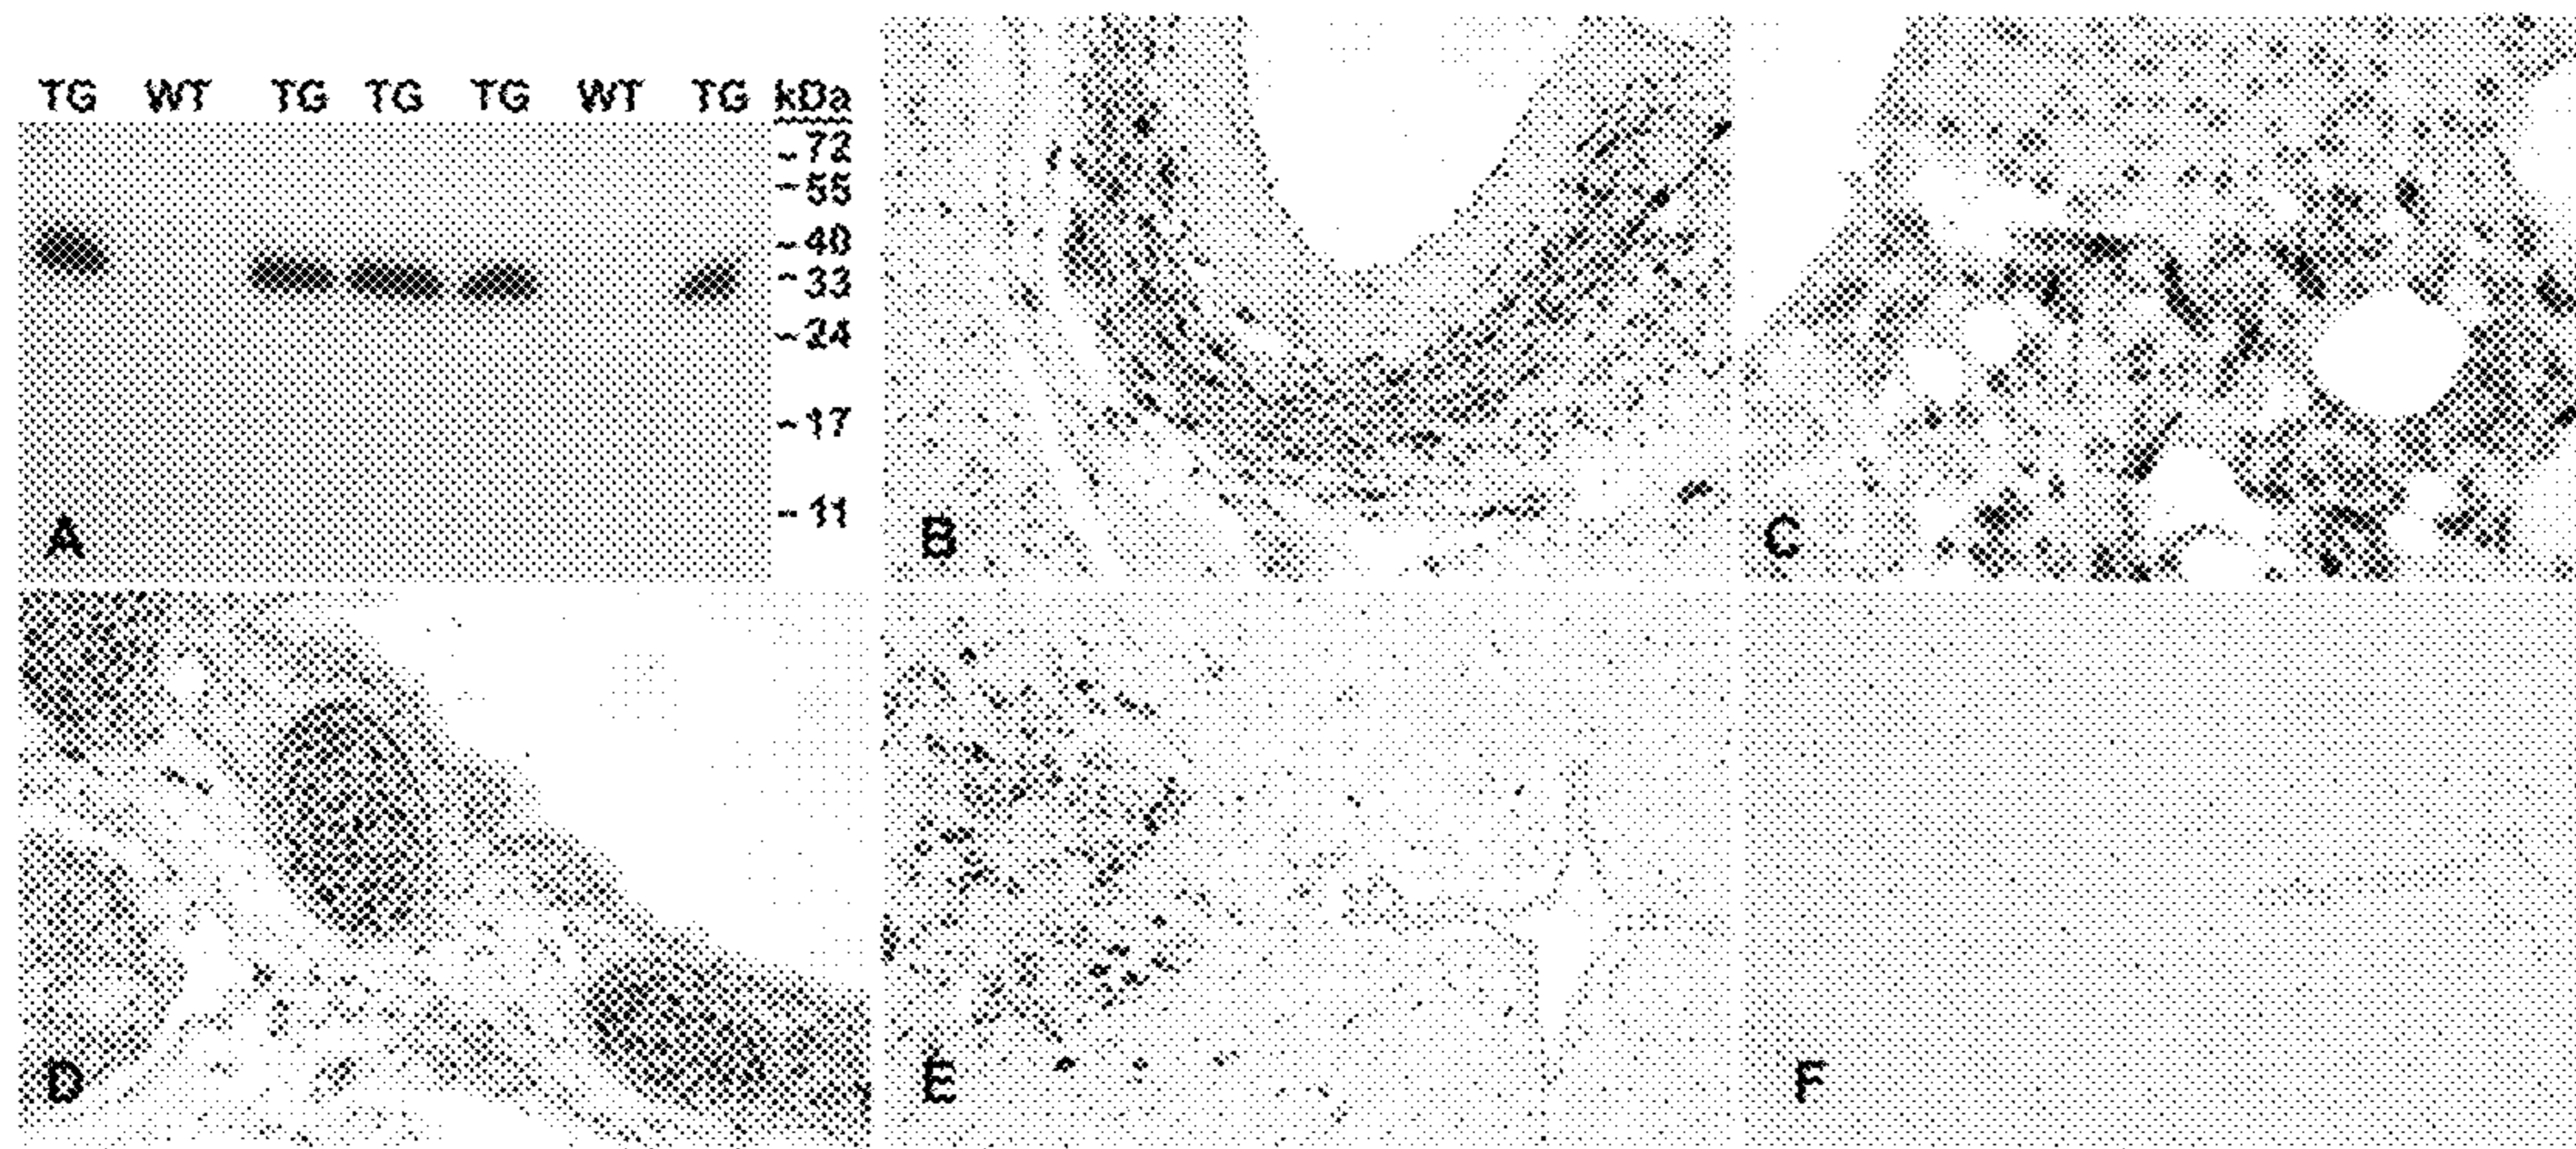 TG WT TG TG TG WT TG kDa
- 72
- 55
- 40
- 33
- 24
- 17
- 11
A
B
C
D
E
F